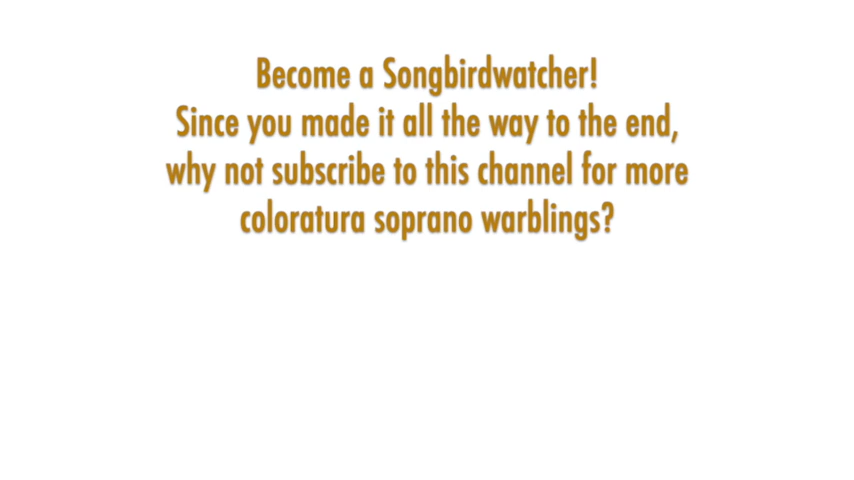 Become a Songbirdwatcher!
Since you made it all the way to the end,
why not subscribe to this channel for more
coloratura soprano warblings?